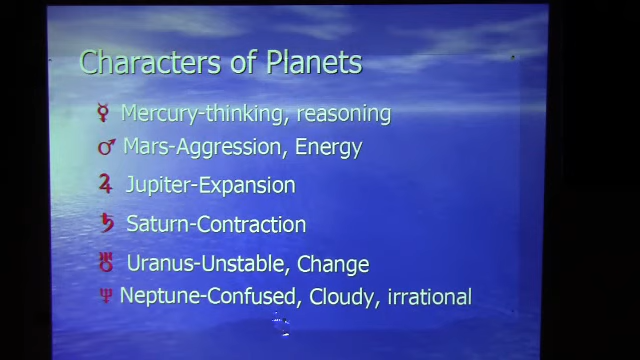 Characters of Planets
☿ Mercury-thinking, reasoning
♂ Mars-Aggression, Energy
♃ Jupiter-Expansion
♄ Saturn-Contraction
♅ Uranus-Unstable, Change
♆ Neptune-Confused, Cloudy, irrational